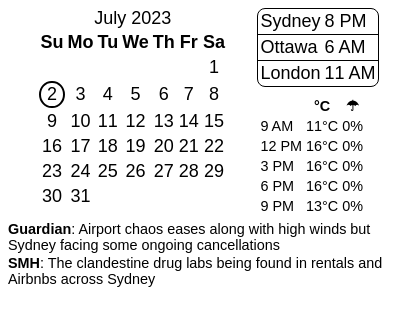 July 2023
Su Mo Tu We Th Fr Sa
1
2 3 4 5 6 7 8
9 10 11 12 13 14 15
16 17 18 19 20 21 22
23 24 25 26 27 28 29
30 31
Sydney 8 PM
Ottawa 6 AM
London 11 AM
°C ☂
9 AM 11°C 0%
12 PM 16°C 0%
3 PM 16°C 0%
6 PM 16°C 0%
9 PM 13°C 0%
Guardian: Airport chaos eases along with high winds but
Sydney facing some ongoing cancellations
SMH: The clandestine drug labs being found in rentals and
Airbnbs across Sydney